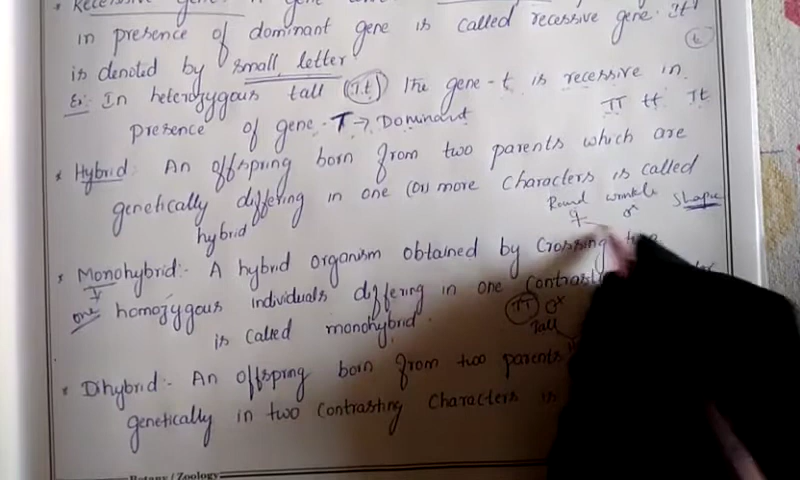 * Recessive gene
in presence of dominant gene is called recessive gene. It
is denoted by small letter (t)
Ex:- In heterozygous tall (Tt) the gene-t is recessive in
presence of gene-T → Dominant TT tt Tt
* Hybrid: An offspring born from two parents which are
genetically differing in one (or) more characters is called
hybrid
Round wrinkle shape
♀ ♂
* Monohybrid:- A hybrid organism obtained by crossing
one homozygous individuals differing in one
is called monohybrid.
TT ♂
Tall
* Dihybrid:- An offspring born from two parents
genetically in two contrasting characters is
Botany / Zoology